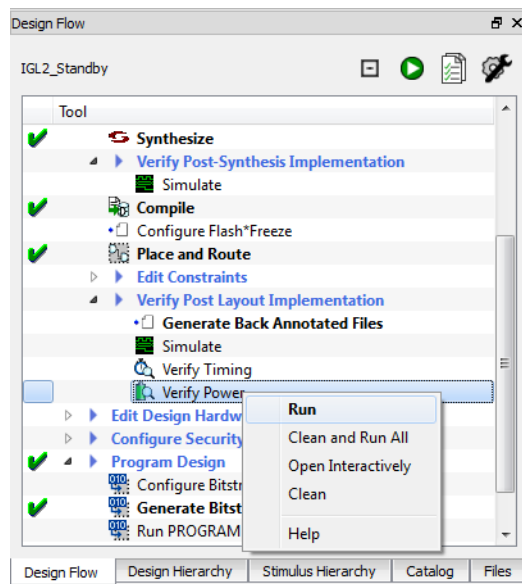 Design Flow
IGL2_Standby
Tool
Synthesize
Verify Post-Synthesis Implementation
Simulate
Compile
Configure Flash*Freeze
Place and Route
Edit Constraints
Verify Post Layout Implementation
Generate Back Annotated Files
Simulate
Verify Timing
Verify Power
Run
Edit Design Hardw
Clean and Run All
Configure Security
Open Interactively
Program Design
Clean
Configure Bitstr
Generate Bitst
Help
Run PROGRAM
Design Flow Design Hierarchy Stimulus Hierarchy Catalog Files